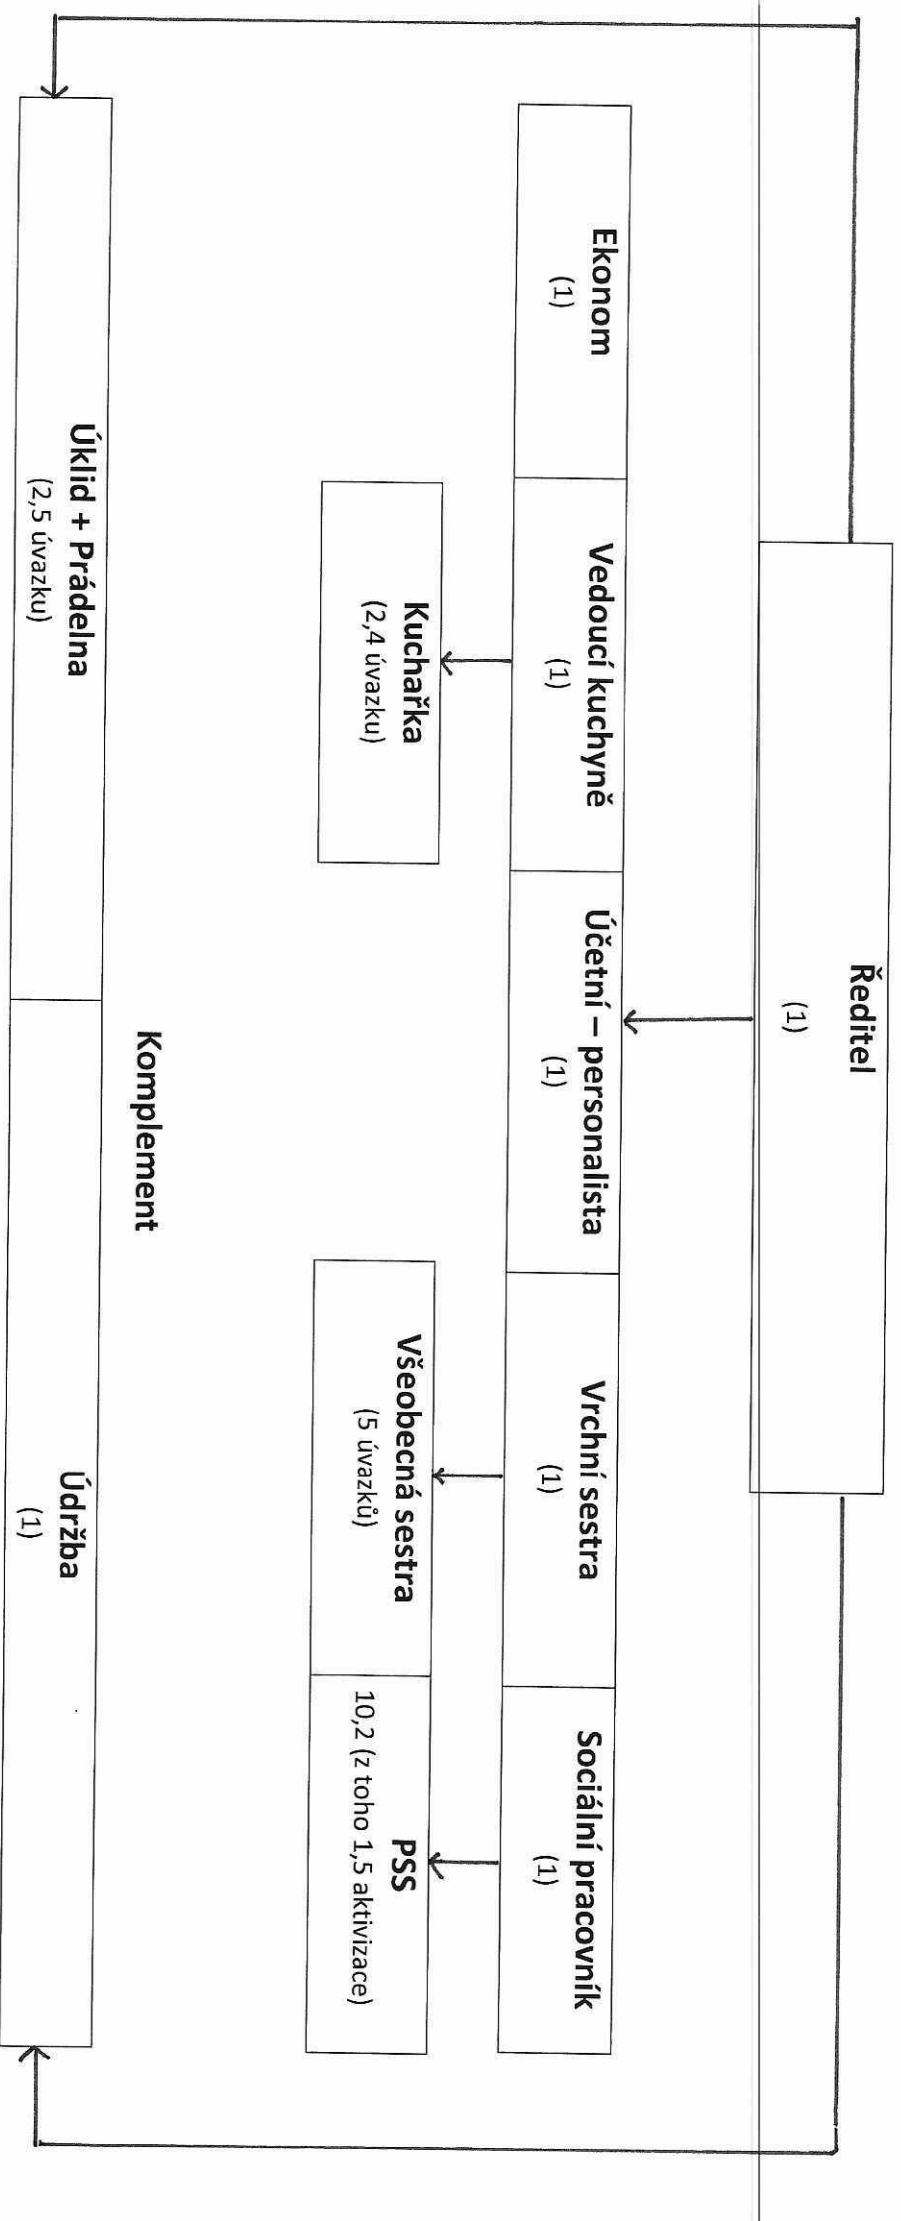 Ředitel
(1)
Ekonom
(1)
Vedoucí kuchyně
(1)
Účetní – personalista
(1)
Vrchní sestra
(1)
Sociální pracovník
(1)
Kuchařka
(2,4 úvazku)
Všeobecná sestra
(5 úvazků)
PSS
10,2 (z toho 1,5 aktivizace)
Komplement
Úklid + Prádelna
(2,5 úvazku)
Údržba
(1)